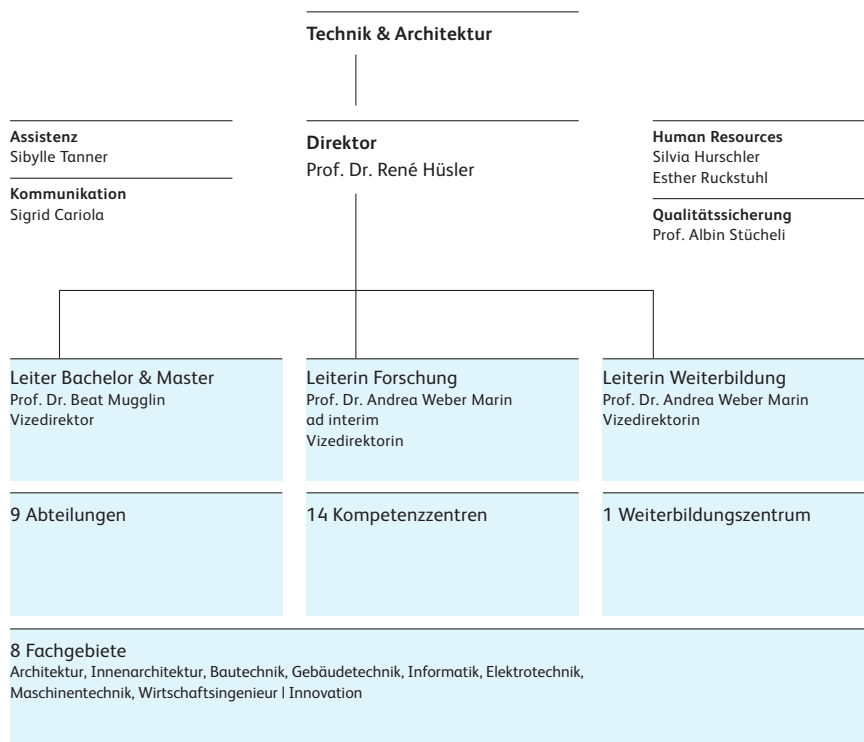 Technik & Architektur
Assistenz
Sibylle Tanner
Kommunikation
Sigrid Cariola
Direktor
Prof. Dr. René Hüsler
Human Resources
Silvia Hurschler
Esther Ruckstuhl
Qualitätssicherung
Prof. Albin Stücheli
Leiter Bachelor & Master
Prof. Dr. Beat Mugglin
Vizedirektor
Leiterin Forschung
Prof. Dr. Andrea Weber Marin
ad interim
Vizedirektorin
Leiterin Weiterbildung
Prof. Dr. Andrea Weber Marin
Vizedirektorin
9 Abteilungen
14 Kompetenzzentren
1 Weiterbildungszentrum
8 Fachgebiete
Architektur, Innenarchitektur, Bautechnik, Gebäudetechnik, Informatik, Elektrotechnik,
Maschinentechnik, Wirtschaftsingenieur | Innovation